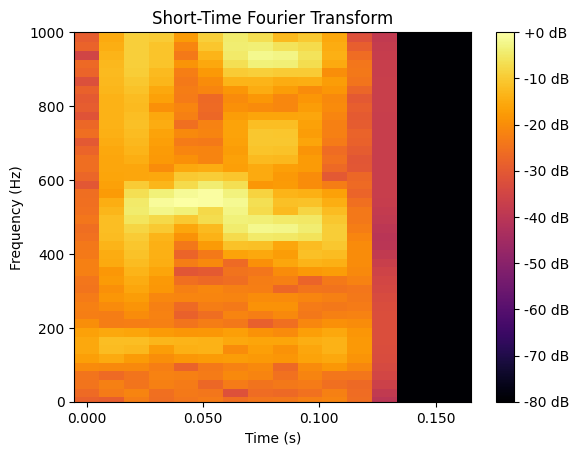 Short-Time Fourier Transform
1000
800
600
400
200
0
Frequency (Hz)
0.000
0.050
0.100
0.150
Time (s)
+0 dB
-10 dB
-20 dB
-30 dB
-40 dB
-50 dB
-60 dB
-70 dB
-80 dB